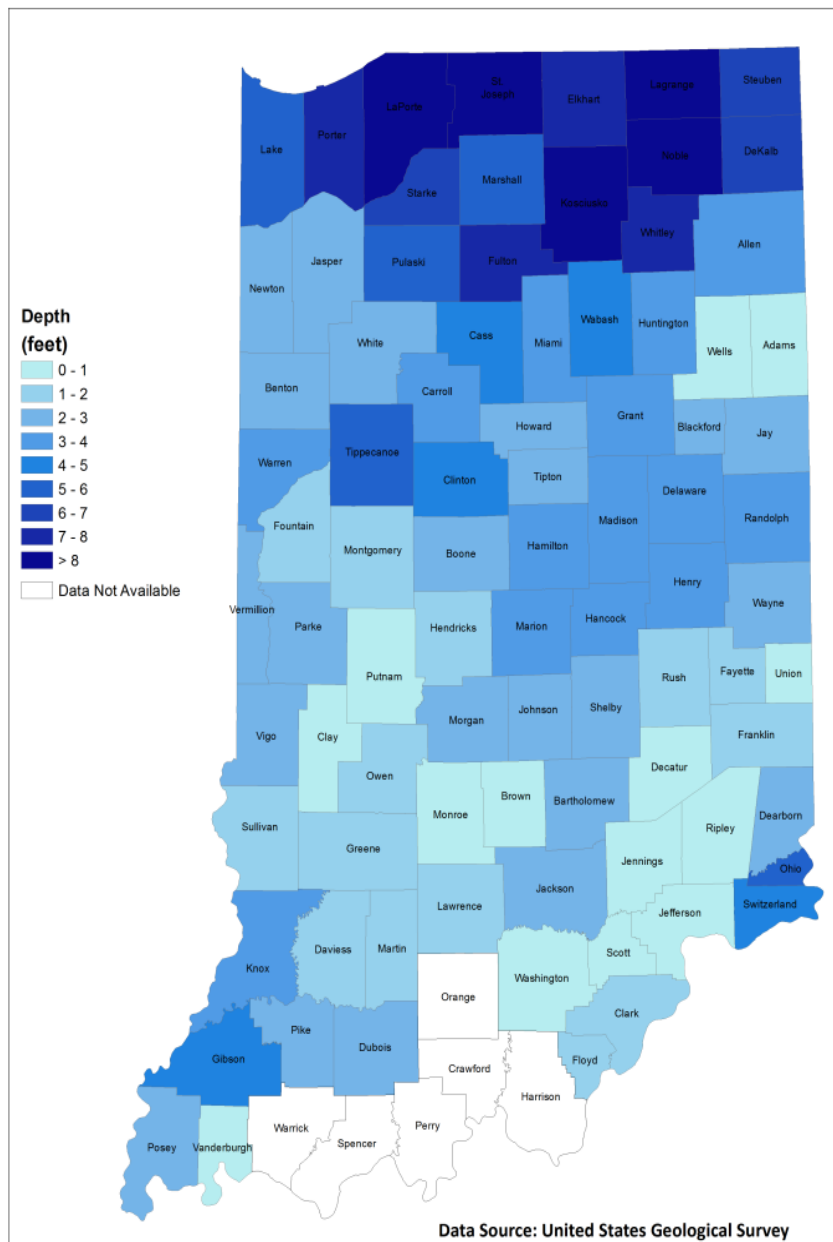 St.
Joseph
LaPorte
Elkhart
Lagrange
Steuben
Porter
Lake
Noble
DeKalb
Marshall
Starke
Kosciusko
Whitley
Allen
Jasper
Pulaski
Fulton
Newton
Depth
(feet)
0 - 1
1 - 2
2 - 3
3 - 4
4 - 5
5 - 6
6 - 7
7 - 8
> 8
Data Not Available
Wabash
Huntington
Cass
Miami
White
Wells
Adams
Benton
Carroll
Grant
Howard
Blackford
Jay
Tippecanoe
Warren
Clinton
Tipton
Delaware
Madison
Randolph
Fountain
Montgomery
Boone
Hamilton
Henry
Vermillion
Parke
Hendricks
Marion
Hancock
Wayne
Putnam
Rush
Fayette
Union
Vigo
Clay
Morgan
Johnson
Shelby
Franklin
Owen
Decatur
Brown
Bartholomew
Monroe
Dearborn
Sullivan
Greene
Ripley
Jennings
Ohio
Jackson
Lawrence
Switzerland
Jefferson
Daviess
Martin
Scott
Knox
Washington
Orange
Clark
Pike
Dubois
Gibson
Floyd
Crawford
Harrison
Posey
Vanderburgh
Warrick
Spencer
Perry
Data Source: United States Geological Survey